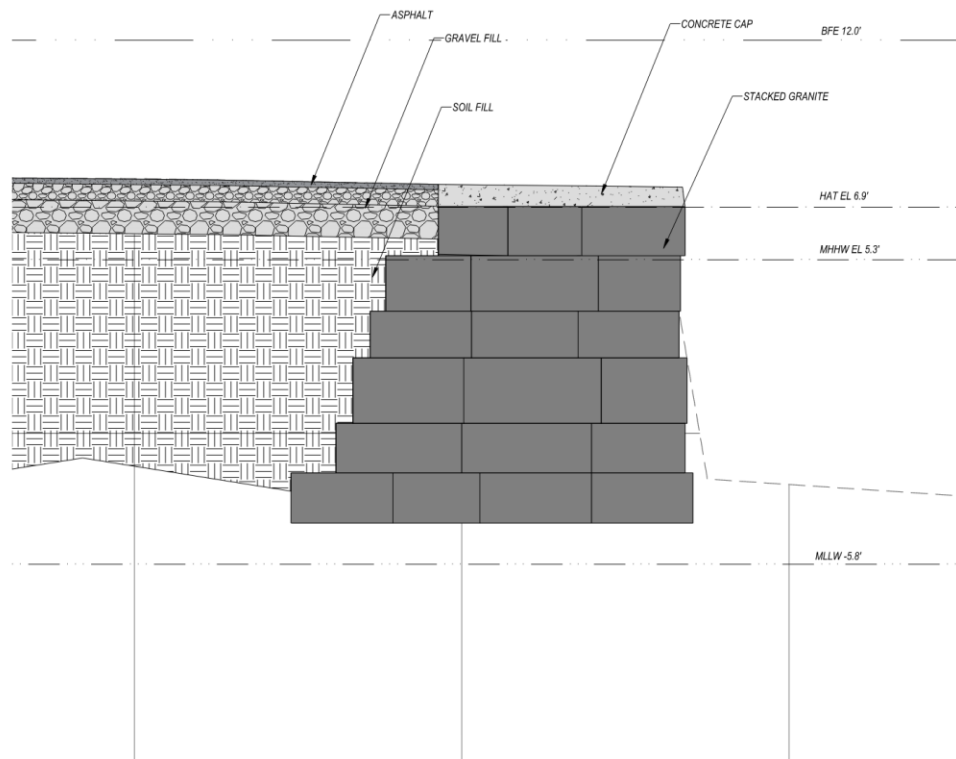 ASPHALT
CONCRETE CAP
BFE 12.0'
GRAVEL FILL
STACKED GRANITE
SOIL FILL
HAT EL 6.9'
MHHW EL 5.3'
MLLW -5.8'